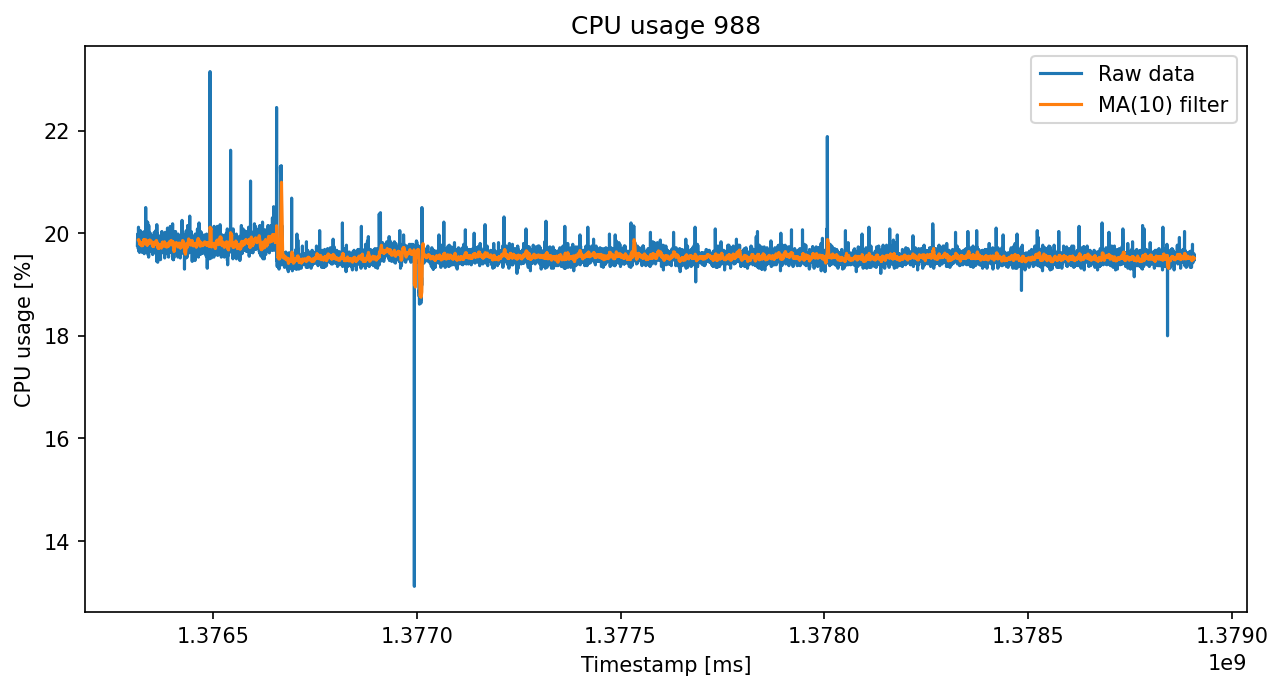 CPU usage 988
Raw data
MA(10) filter
CPU usage [%]
22
20
18
16
14
1.3765
1.3770
1.3775
1.3780
1.3785
1.3790
1e9
Timestamp [ms]